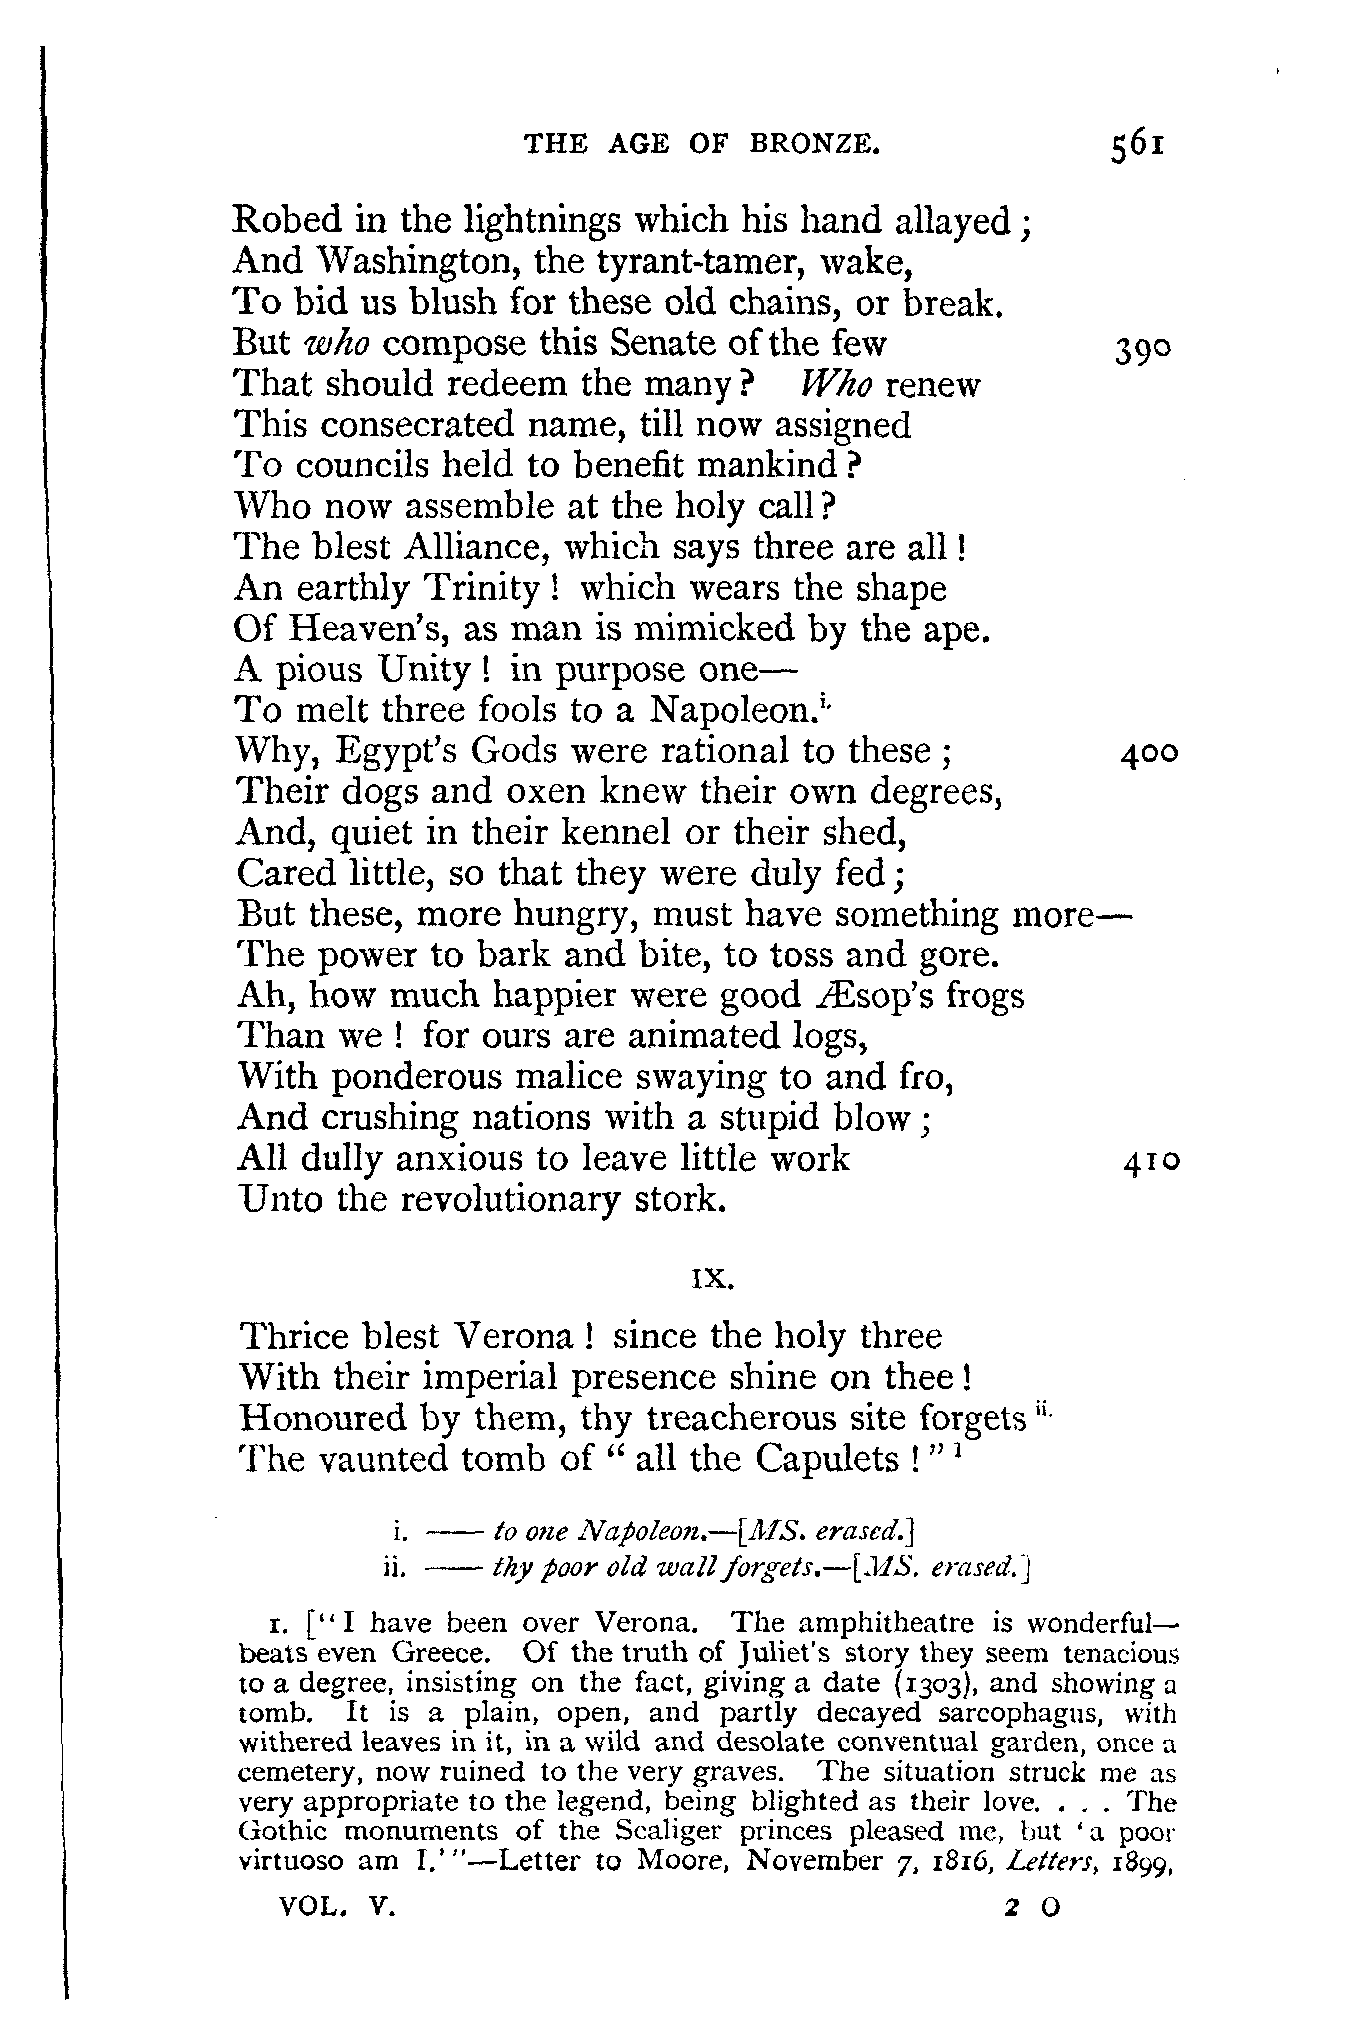 THE AGE OF BRONZE. 561
Robed in the lightnings which his hand allayed ;
And Washington, the tyrant-tamer, wake,
To bid us blush for these old chains, or break.
But who compose this Senate of the few 390
That should redeem the many ? Who renew
This consecrated name, till now assigned
To councils held to benefit mankind ?
Who now assemble at the holy call ?
The blest Alliance, which says three are all !
An earthly Trinity ! which wears the shape
Of Heaven's, as man is mimicked by the ape.
A pious Unity ! in purpose one—
To melt three fools to a Napoleon.i.
Why, Egypt's Gods were rational to these ; 400
Their dogs and oxen knew their own degrees,
And, quiet in their kennel or their shed,
Cared little, so that they were duly fed ;
But these, more hungry, must have something more—
The power to bark and bite, to toss and gore.
Ah, how much happier were good Æsop's frogs
Than we ! for ours are animated logs,
With ponderous malice swaying to and fro,
And crushing nations with a stupid blow ;
All dully anxious to leave little work 410
Unto the revolutionary stork.
IX.
Thrice blest Verona ! since the holy three
With their imperial presence shine on thee !
Honoured by them, thy treacherous site forgets ii.
The vaunted tomb of " all the Capulets ! " 1
i. —— to one Napoleon.—[MS. erased.]
ii. —— thy poor old wall forgets.—[MS. erased.]
1. ["I have been over Verona. The amphitheatre is wonderful—
beats even Greece. Of the truth of Juliet's story they seem tenacious
to a degree, insisting on the fact, giving a date (1303), and showing a
tomb. It is a plain, open, and partly decayed sarcophagus, with
withered leaves in it, in a wild and desolate conventual garden, once a
cemetery, now ruined to the very graves. The situation struck me as
very appropriate to the legend, being blighted as their love. . . . The
Gothic monuments of the Scaliger princes pleased me, but 'a poor
virtuoso am I.'"—Letter to Moore, November 7, 1816, Letters, 1899,
VOL. V. 2 O